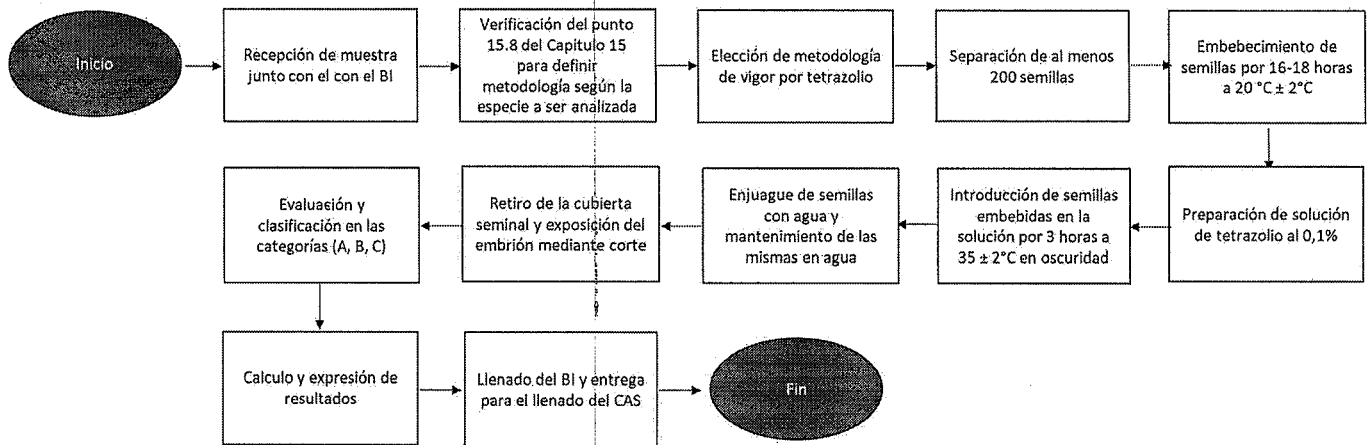 Inicio
Recepción de muestra
junto con el con el BI
Verificación del punto
15.8 del Capitulo 15
para definir
metodología según la
especie a ser analizada
Elección de metodología
de vigor por tetrazolio
Separación de al menos
200 semillas
Embebecimiento de
semillas por 16-18 horas
a 20 °C ± 2°C
Preparación de solución
de tetrazolio al 0,1%
Introducción de semillas
embebidas en la
solución por 3 horas a
35 ± 2°C en oscuridad
Enjuague de semillas
con agua y
mantenimiento de las
mismas en agua
Retiro de la cubierta
seminal y exposición del
embrión mediante corte
Evaluación y
clasificación en las
categorías (A, B, C)
Calculo y expresión de
resultados
Llenado del BI y entrega
para el llenado del CAS
Fin